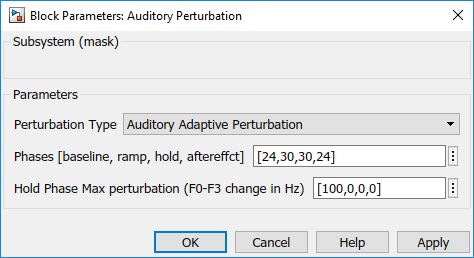 Block Parameters: Auditory Perturbation
Subsystem (mask)
Parameters
Perturbation Type Auditory Adaptive Perturbation
Phases [baseline, ramp, hold, aftereffct] [24,30,30,24]
Hold Phase Max perturbation (F0-F3 change in Hz) [100,0,0,0]
OK Cancel Help Apply